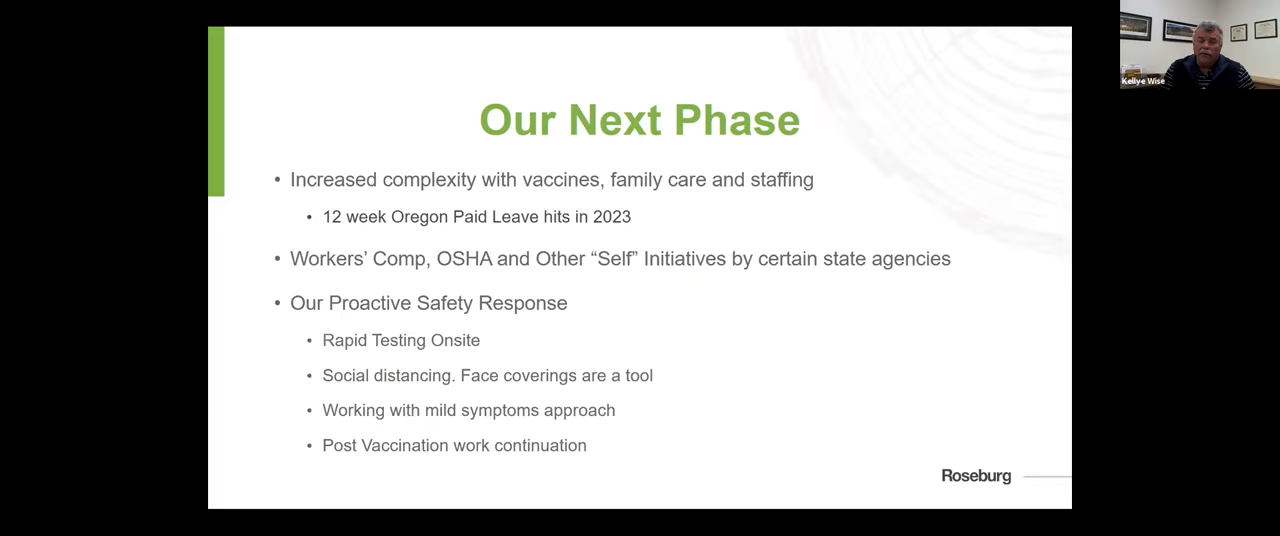 Our Next Phase
• Increased complexity with vaccines, family care and staffing
• 12 week Oregon Paid Leave hits in 2023
• Workers’ Comp, OSHA and Other “Self” Initiatives by certain state agencies
• Our Proactive Safety Response
• Rapid Testing Onsite
• Social distancing. Face coverings are a tool
• Working with mild symptoms approach
• Post Vaccination work continuation
Roseburg
Kellye Wise